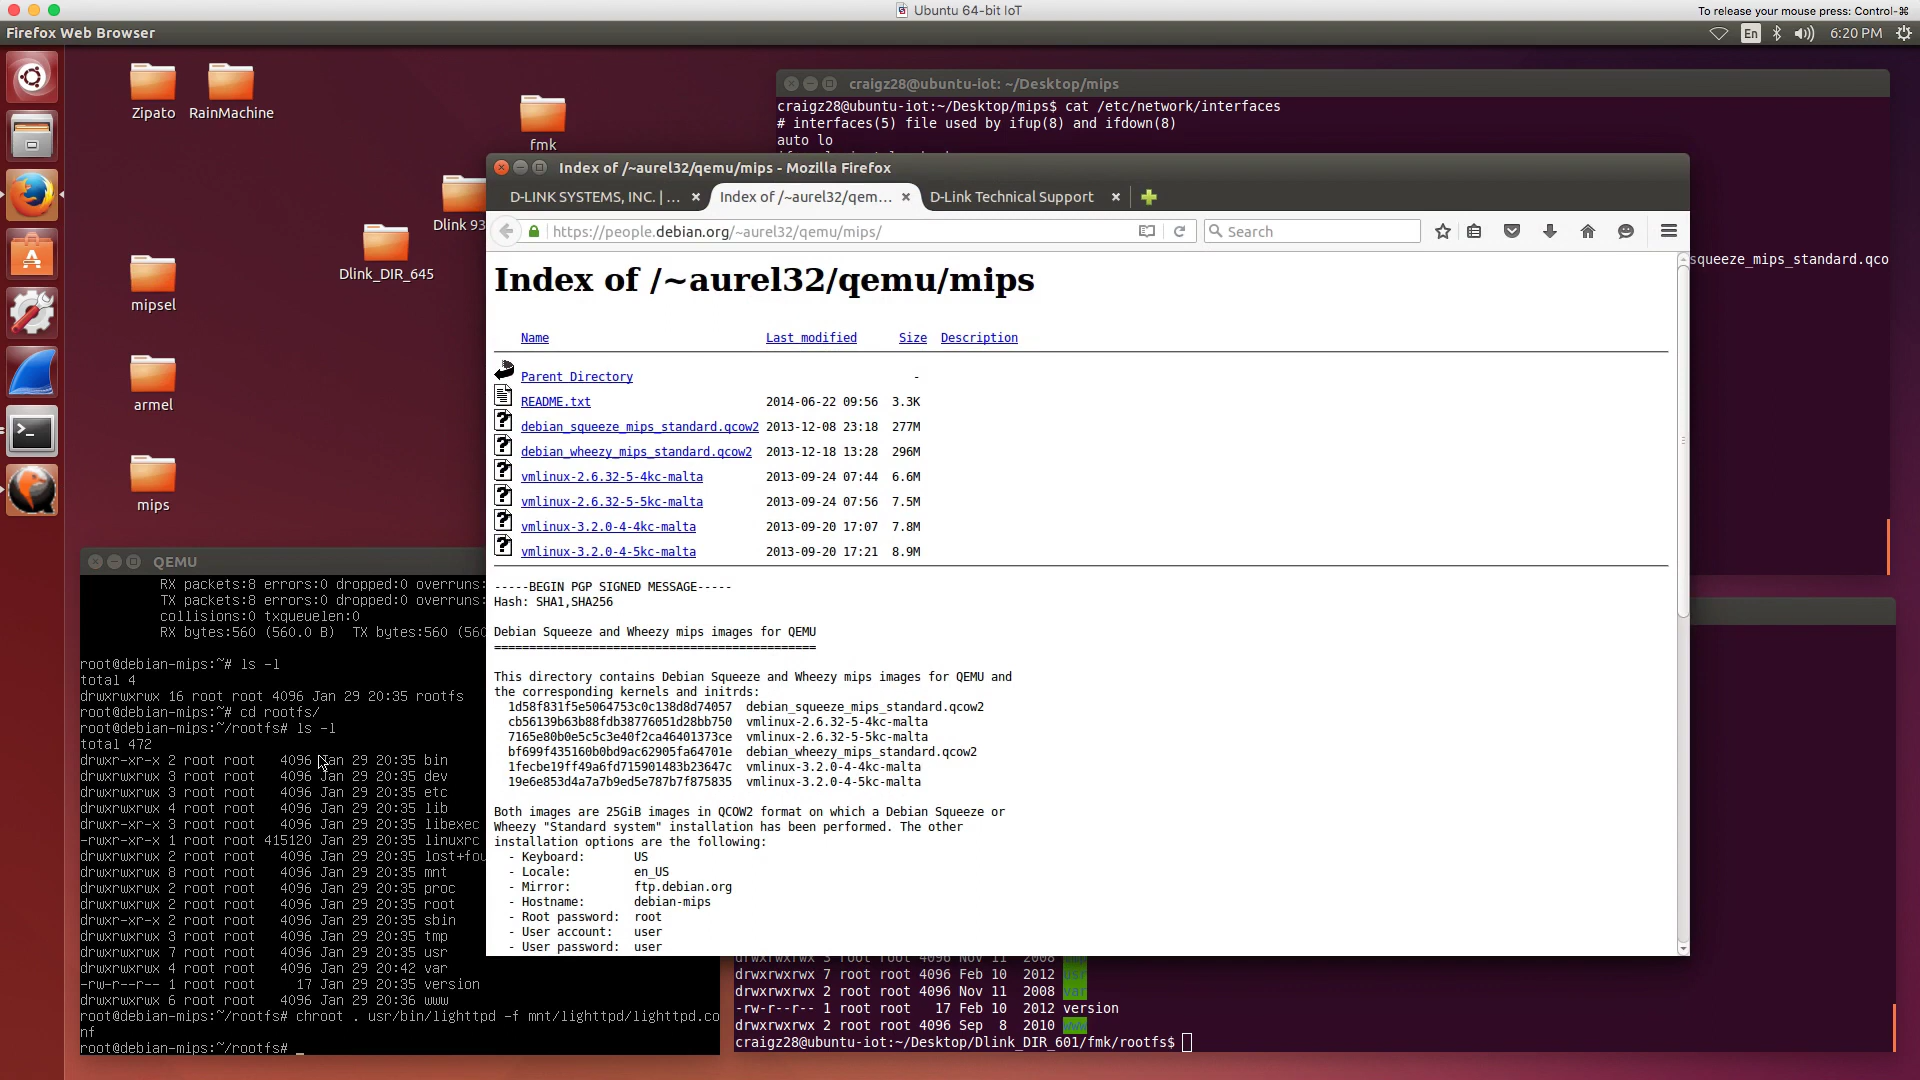 Ubuntu 64-bit IoT
To release your mouse press: Control-⌘
Firefox Web Browser
En
6:20 PM
Zipato
RainMachine
fmk
Dlink 93
Dlink_DIR_645
mipsel
armel
mips
craigz28@ubuntu-iot: ~/Desktop/mips
craigz28@ubuntu-iot:~/Desktop/mips$ cat /etc/network/interfaces
# interfaces(5) file used by ifup(8) and ifdown(8)
auto lo
squeeze_mips_standard.qco
Index of /~aurel32/qemu/mips - Mozilla Firefox
D-LINK SYSTEMS, INC. | ...
Index of /~aurel32/qem...
D-Link Technical Support
https://people.debian.org/~aurel32/qemu/mips/
Search
Index of /~aurel32/qemu/mips
Name Last modified Size Description
Parent Directory -
README.txt 2014-06-22 09:56 3.3K
debian_squeeze_mips_standard.qcow2 2013-12-08 23:18 277M
debian_wheezy_mips_standard.qcow2 2013-12-18 13:28 296M
vmlinux-2.6.32-5-4kc-malta 2013-09-24 07:44 6.6M
vmlinux-2.6.32-5-5kc-malta 2013-09-24 07:56 7.5M
vmlinux-3.2.0-4-4kc-malta 2013-09-20 17:07 7.8M
vmlinux-3.2.0-4-5kc-malta 2013-09-20 17:21 8.9M
-----BEGIN PGP SIGNED MESSAGE-----
Hash: SHA1,SHA256
Debian Squeeze and Wheezy mips images for QEMU
==============================================
This directory contains Debian Squeeze and Wheezy mips images for QEMU and
the corresponding kernels and initrds:
1d58f831f5e5064753c0c138d8d74057 debian_squeeze_mips_standard.qcow2
cb56139b63b88fdb38776051d28bb750 vmlinux-2.6.32-5-4kc-malta
7165e80b0e5c5c3e40f2ca46401373ce vmlinux-2.6.32-5-5kc-malta
bf699f435160b0bd9ac62905fa64701e debian_wheezy_mips_standard.qcow2
1fecbe19ff49a6fd715901483b23647c vmlinux-3.2.0-4-4kc-malta
19e6e853d4a7a7b9ed5e787b7f875835 vmlinux-3.2.0-4-5kc-malta
Both images are 25GiB images in QCOW2 format on which a Debian Squeeze or
Wheezy "Standard system" installation has been performed. The other
installation options are the following:
- Keyboard: US
- Locale: en_US
- Mirror: ftp.debian.org
- Hostname: debian-mips
- Root password: root
- User account: user
- User password: user
QEMU
RX packets:8 errors:0 dropped:0 overruns:
TX packets:8 errors:0 dropped:0 overruns:
collisions:0 txqueuelen:0
RX bytes:560 (560.0 B) TX bytes:560 (560
root@debian-mips:~# ls -l
total 4
drwxrwxrwx 16 root root 4096 Jan 29 20:35 rootfs
root@debian-mips:~# cd rootfs/
root@debian-mips:~/rootfs# ls -l
total 472
drwxr-xr-x 2 root root 4096 Jan 29 20:35 bin
drwxrwxrwx 3 root root 4096 Jan 29 20:35 dev
drwxrwxrwx 3 root root 4096 Jan 29 20:35 etc
drwxrwxrwx 4 root root 4096 Jan 29 20:35 lib
drwxr-xr-x 3 root root 4096 Jan 29 20:35 libexec
-rwxr-xr-x 1 root root 415120 Jan 29 20:35 linuxrc
drwxrwxrwx 2 root root 4096 Jan 29 20:35 lost+fou
drwxrwxrwx 8 root root 4096 Jan 29 20:35 mnt
drwxrwxrwx 2 root root 4096 Jan 29 20:35 proc
drwxrwxrwx 2 root root 4096 Jan 29 20:35 root
drwxr-xr-x 2 root root 4096 Jan 29 20:35 sbin
drwxrwxrwx 3 root root 4096 Jan 29 20:35 tmp
drwxrwxrwx 7 root root 4096 Jan 29 20:35 usr
drwxrwxrwx 4 root root 4096 Jan 29 20:42 var
-rw-r--r-- 1 root root 17 Jan 29 20:35 version
drwxrwxrwx 6 root root 4096 Jan 29 20:36 www
root@debian-mips:~/rootfs# chroot . usr/bin/lighttpd -f mnt/lighttpd/lighttpd.co
nf
root@debian-mips:~/rootfs# _
drwxrwxrwx 3 root root 4096 Nov 11 2008 tmp
drwxrwxrwx 7 root root 4096 Feb 10 2012 usr
drwxrwxrwx 2 root root 4096 Nov 11 2008 var
-rw-r--r-- 1 root root 17 Feb 10 2012 version
drwxrwxrwx 2 root root 4096 Sep 8 2010 www
craigz28@ubuntu-iot:~/Desktop/Dlink_DIR_601/fmk/rootfs$